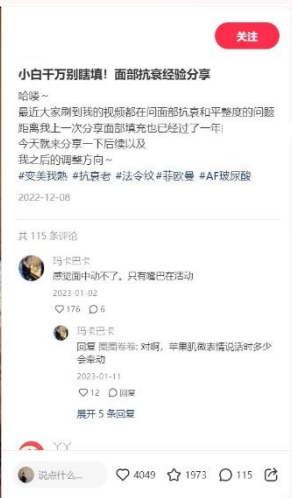 关注
小白千万别瞎填！面部抗衰经验分享
哈喽~
最近大家刷到我的视频都在问面部抗衰和平整度的问题
距离我上一次分享面部填充也已经过了一年
今天就来分享一下后续以及
我之后的调整方向~
#变美我熟 #抗衰老 #法令纹 #菲欧曼 #AF玻尿酸
2022-12-08
共 115 条评论
玛卡巴卡
感觉面中动不了。只有嘴巴在活动
2023-01-02
176 6
玛卡巴卡
回复 圈圈卷卷: 对啊，苹果肌微表情说话时多少
会牵动
2023-01-11
12 回复
展开 5 条回复
YY
说点什么...
4049 1973 115